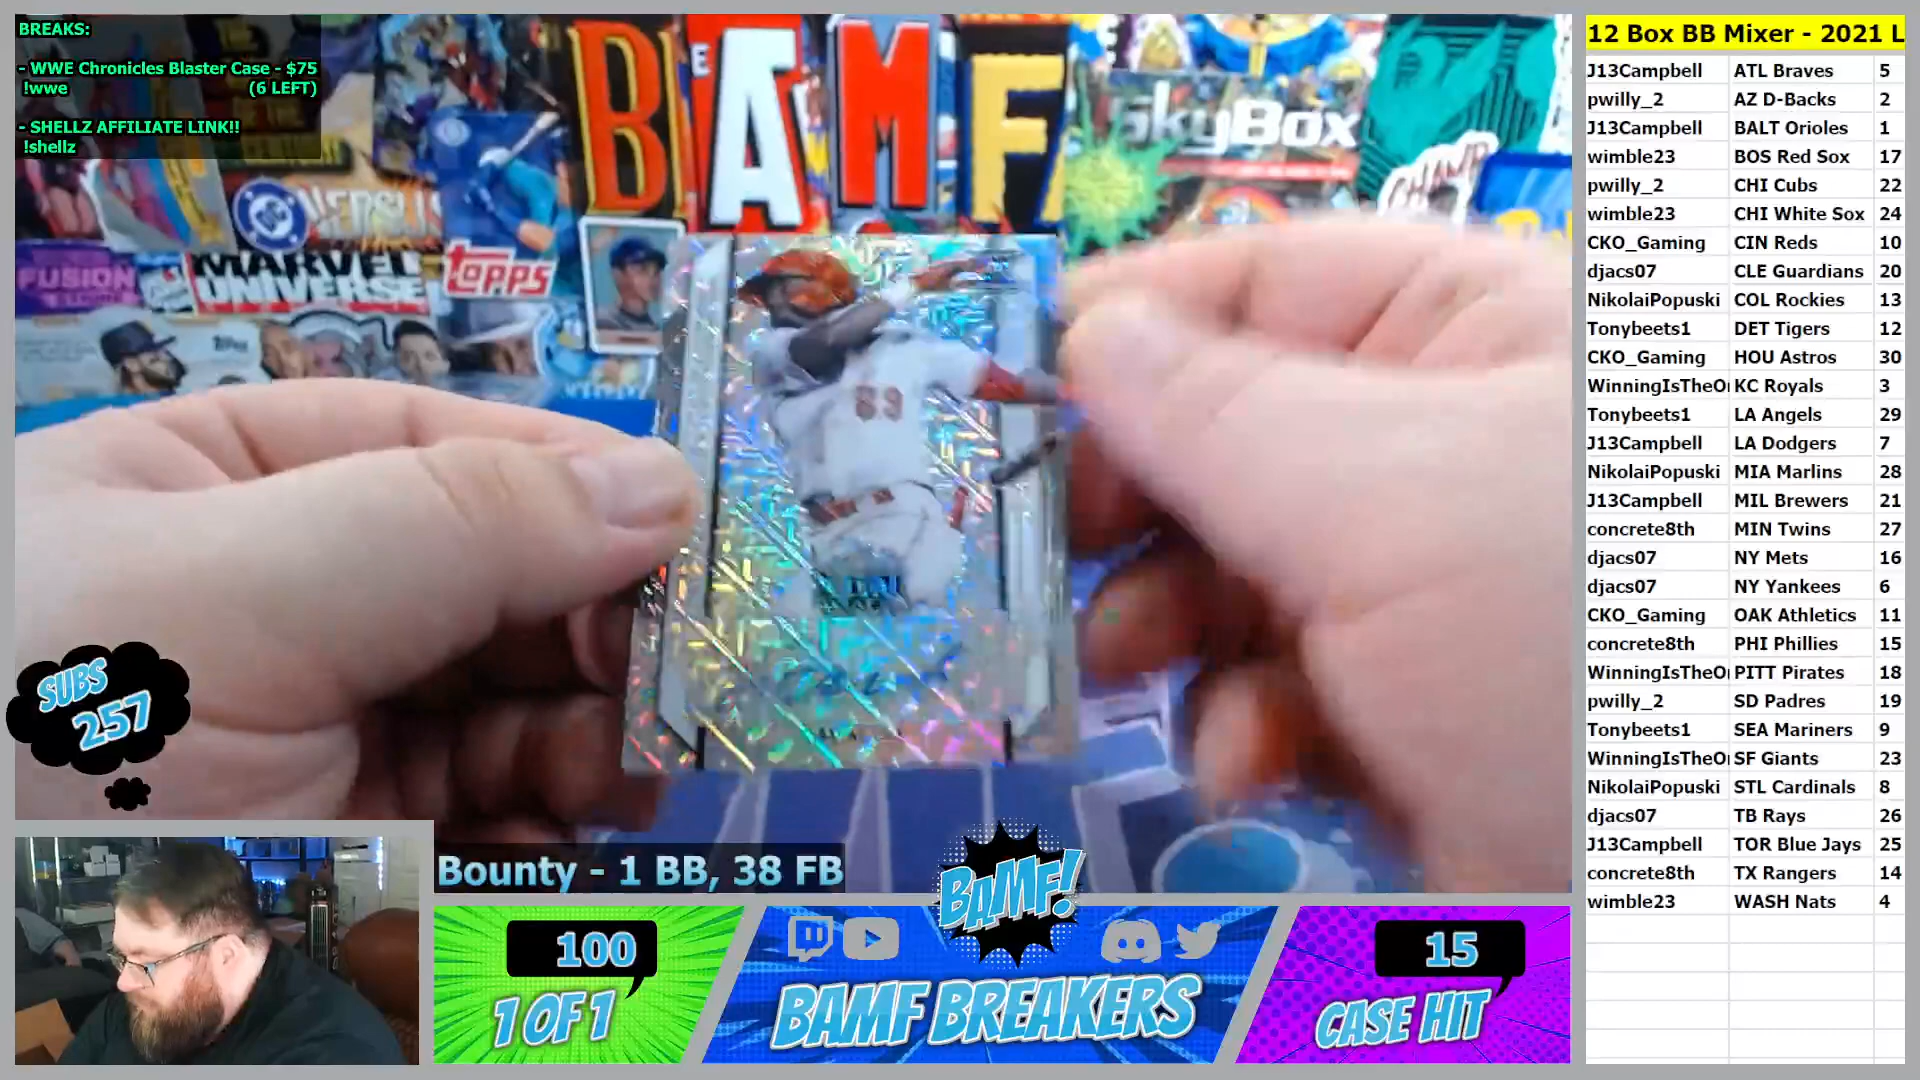 BREAKS:
- WWE Chronicles Blaster Case - $75
!wwe (6 LEFT)
- SHELLZ AFFILIATE LINK!!
!shellz
BAMF
SkyBox
CHAMP
FUSION
MARVEL
UNIVERSE
topps
89
SUBS
257
Bounty - 1 BB, 38 FB
BAMF!
100
1 OF 1
BAMF BREAKERS
15
CASE HIT
12 Box BB Mixer - 2021 L
J13Campbell ATL Braves 5
pwilly_2 AZ D-Backs 2
J13Campbell BALT Orioles 1
wimble23 BOS Red Sox 17
pwilly_2 CHI Cubs 22
wimble23 CHI White Sox 24
CKO_Gaming CIN Reds 10
djacs07 CLE Guardians 20
NikolaiPopuski COL Rockies 13
Tonybeets1 DET Tigers 12
CKO_Gaming HOU Astros 30
WinningIsTheO KC Royals 3
Tonybeets1 LA Angels 29
J13Campbell LA Dodgers 7
NikolaiPopuski MIA Marlins 28
J13Campbell MIL Brewers 21
concrete8th MIN Twins 27
djacs07 NY Mets 16
djacs07 NY Yankees 6
CKO_Gaming OAK Athletics 11
concrete8th PHI Phillies 15
WinningIsTheO PITT Pirates 18
pwilly_2 SD Padres 19
Tonybeets1 SEA Mariners 9
WinningIsTheO SF Giants 23
NikolaiPopuski STL Cardinals 8
djacs07 TB Rays 26
J13Campbell TOR Blue Jays 25
concrete8th TX Rangers 14
wimble23 WASH Nats 4